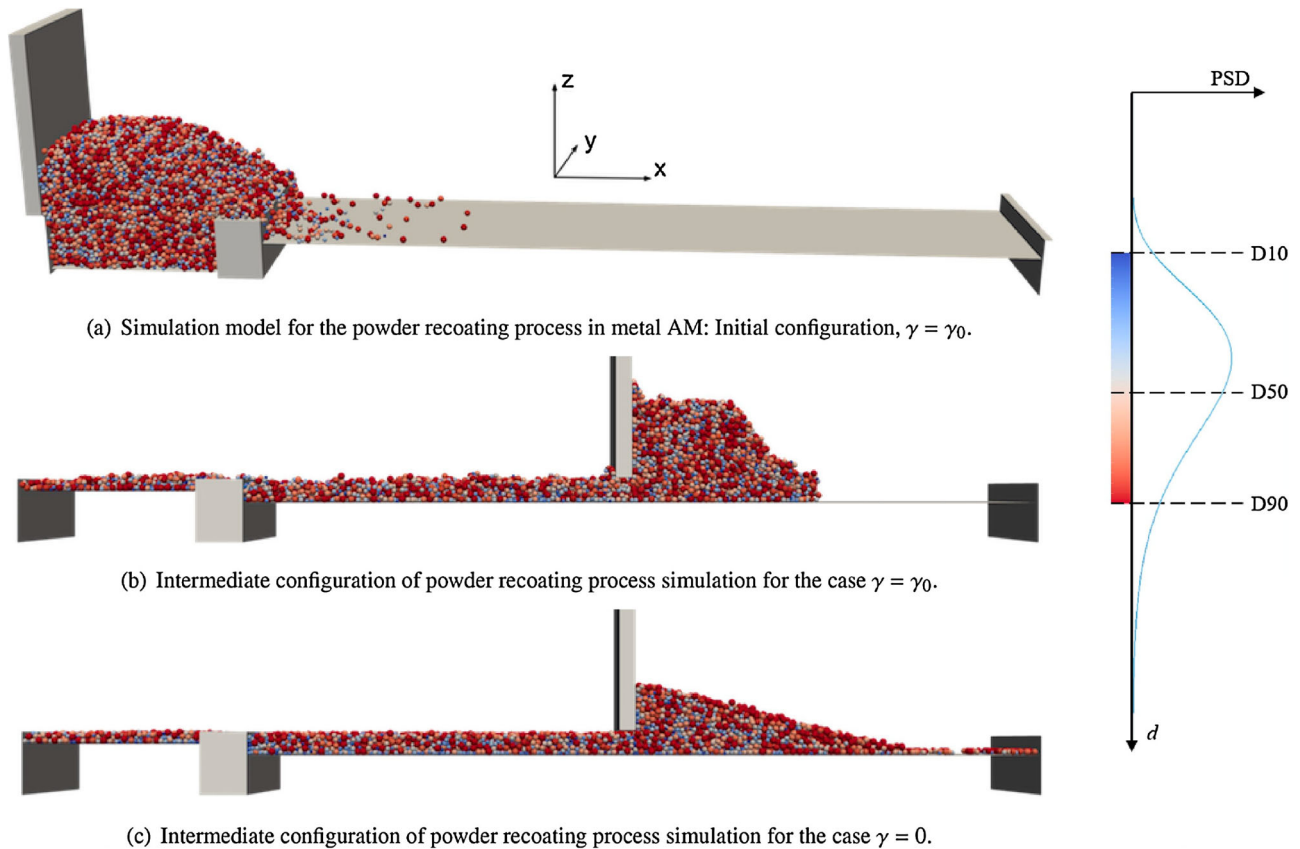 z
y
x
(a) Simulation model for the powder recoating process in metal AM: Initial configuration, γ = γ₀.
(b) Intermediate configuration of powder recoating process simulation for the case γ = γ₀.
(c) Intermediate configuration of powder recoating process simulation for the case γ = 0.
PSD
D10
D50
D90
d